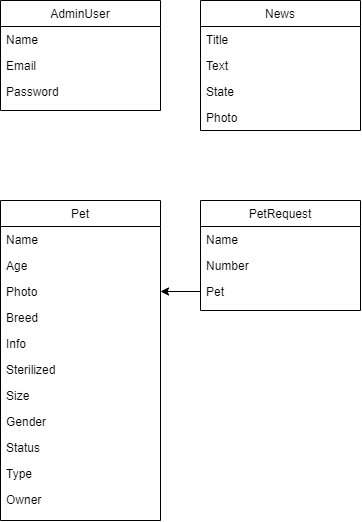 AdminUser
Name
Email
Password
News
Title
Text
State
Photo
Pet
Name
Age
Photo
Breed
Info
Sterilized
Size
Gender
Status
Type
Owner
PetRequest
Name
Number
Pet